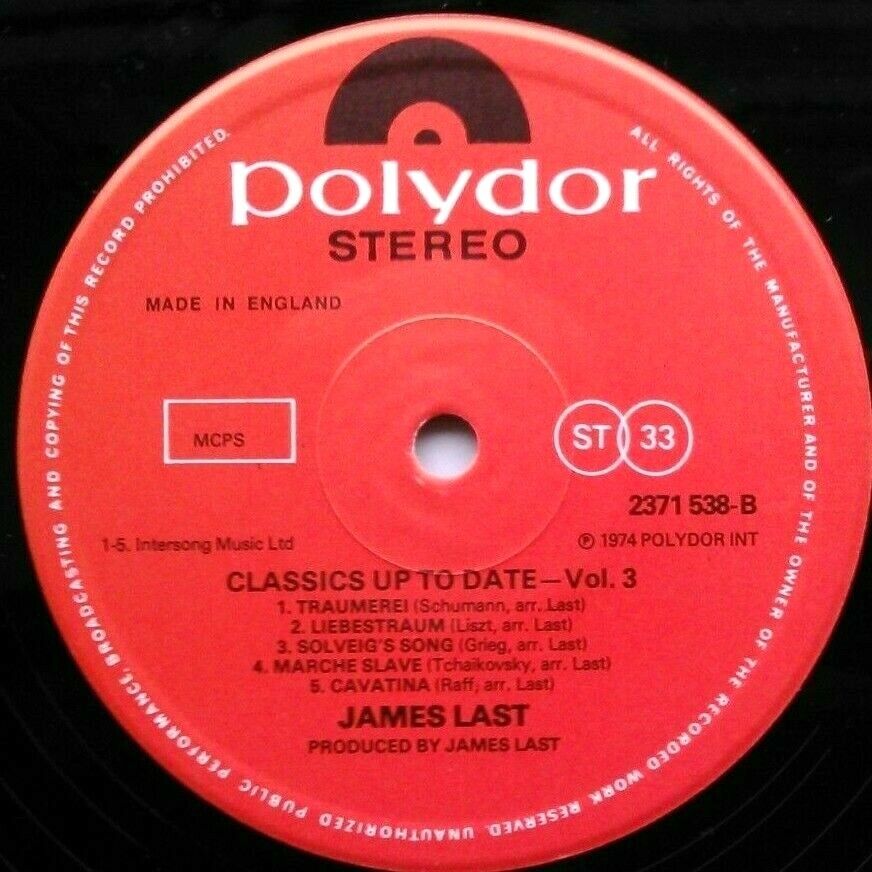 polydor
STEREO
MADE IN ENGLAND
MCPS
ST 33
2371 538-B
1-5. Intersong Music Ltd
℗ 1974 POLYDOR INT
CLASSICS UP TO DATE—Vol. 3
1. TRAUMEREI (Schumann, arr. Last)
2. LIEBESTRAUM (Liszt, arr. Last)
3. SOLVEIG'S SONG (Grieg, arr. Last)
4. MARCHE SLAVE (Tchaikovsky, arr. Last)
5. CAVATINA (Raff, arr. Last)
JAMES LAST
PRODUCED BY JAMES LAST
ALL RIGHTS OF THE MANUFACTURER AND OF THE OWNER OF THE RECORDED WORK RESERVED. UNAUTHORIZED PUBLIC PERFORMANCE, BROADCASTING AND COPYING OF THIS RECORD PROHIBITED.